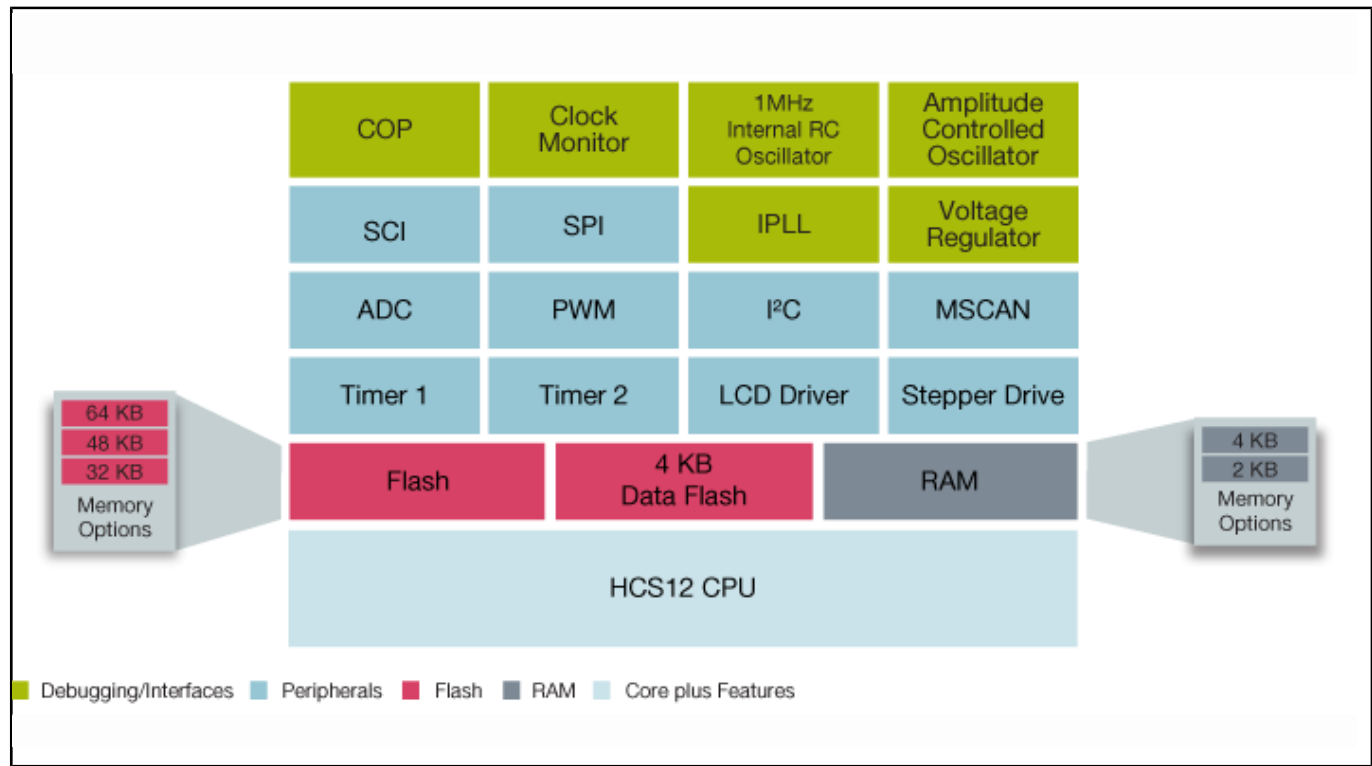 COP
Clock
Monitor
1MHz
Internal RC
Oscillator
Amplitude
Controlled
Oscillator
SCI
SPI
IPLL
Voltage
Regulator
ADC
PWM
I²C
MSCAN
Timer 1
Timer 2
LCD Driver
Stepper Drive
64 KB
48 KB
32 KB
Memory
Options
Flash
4 KB
Data Flash
RAM
4 KB
2 KB
Memory
Options
HCS12 CPU
Debugging/Interfaces Peripherals Flash RAM Core plus Features